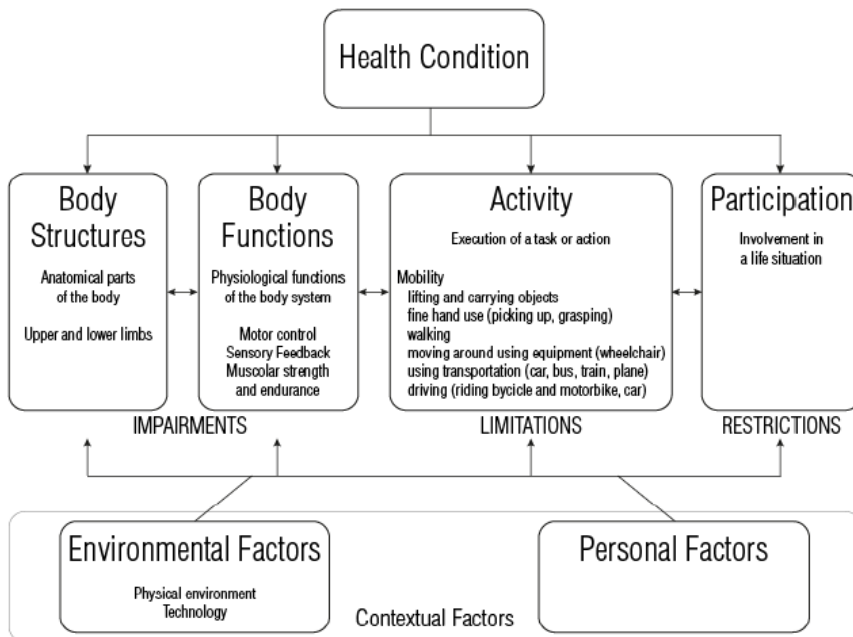 Health Condition
Body
Structures
Anatomical parts
of the body
Upper and lower limbs
Body
Functions
Physiological functions
of the body system
Motor control
Sensory Feedback
Muscolar strength
and endurance
Activity
Execution of a task or action
Mobility
lifting and carrying objects
fine hand use (picking up, grasping)
walking
moving around using equipment (wheelchair)
using transportation (car, bus, train, plane)
driving (riding bycicle and motorbike, car)
Participation
Involvement in
a life situation
IMPAIRMENTS
LIMITATIONS
RESTRICTIONS
Environmental Factors
Physical environment
Technology
Personal Factors
Contextual Factors